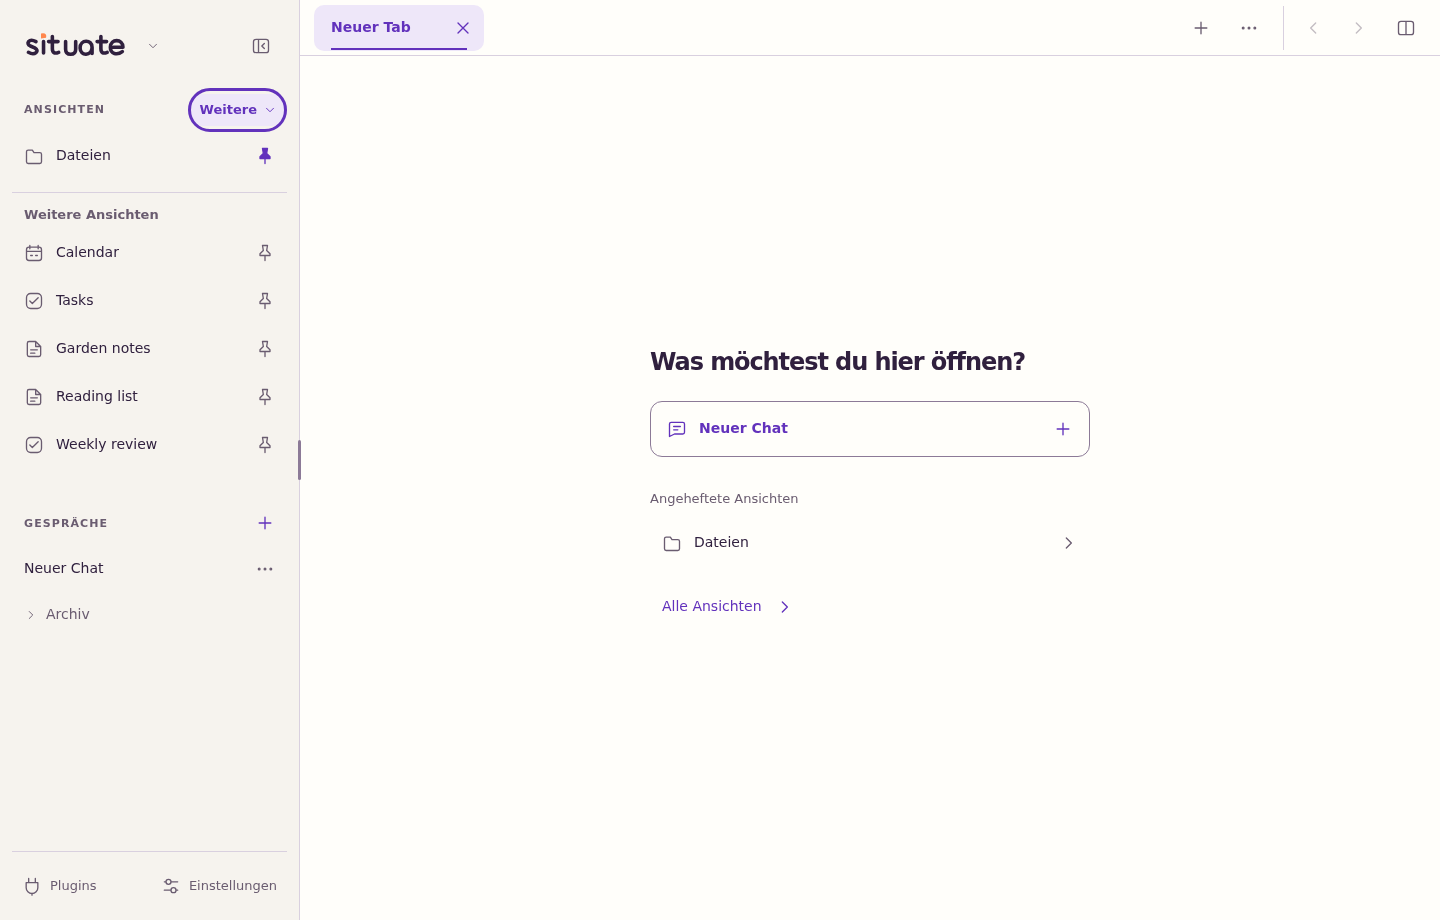 situate
Neuer Tab
ANSICHTEN
Weitere
Dateien
Weitere Ansichten
Calendar
Tasks
Garden notes
Reading list
Weekly review
GESPRÄCHE
Neuer Chat
Archiv
Plugins
Einstellungen
Was möchtest du hier öffnen?
Neuer Chat
Angeheftete Ansichten
Dateien
Alle Ansichten